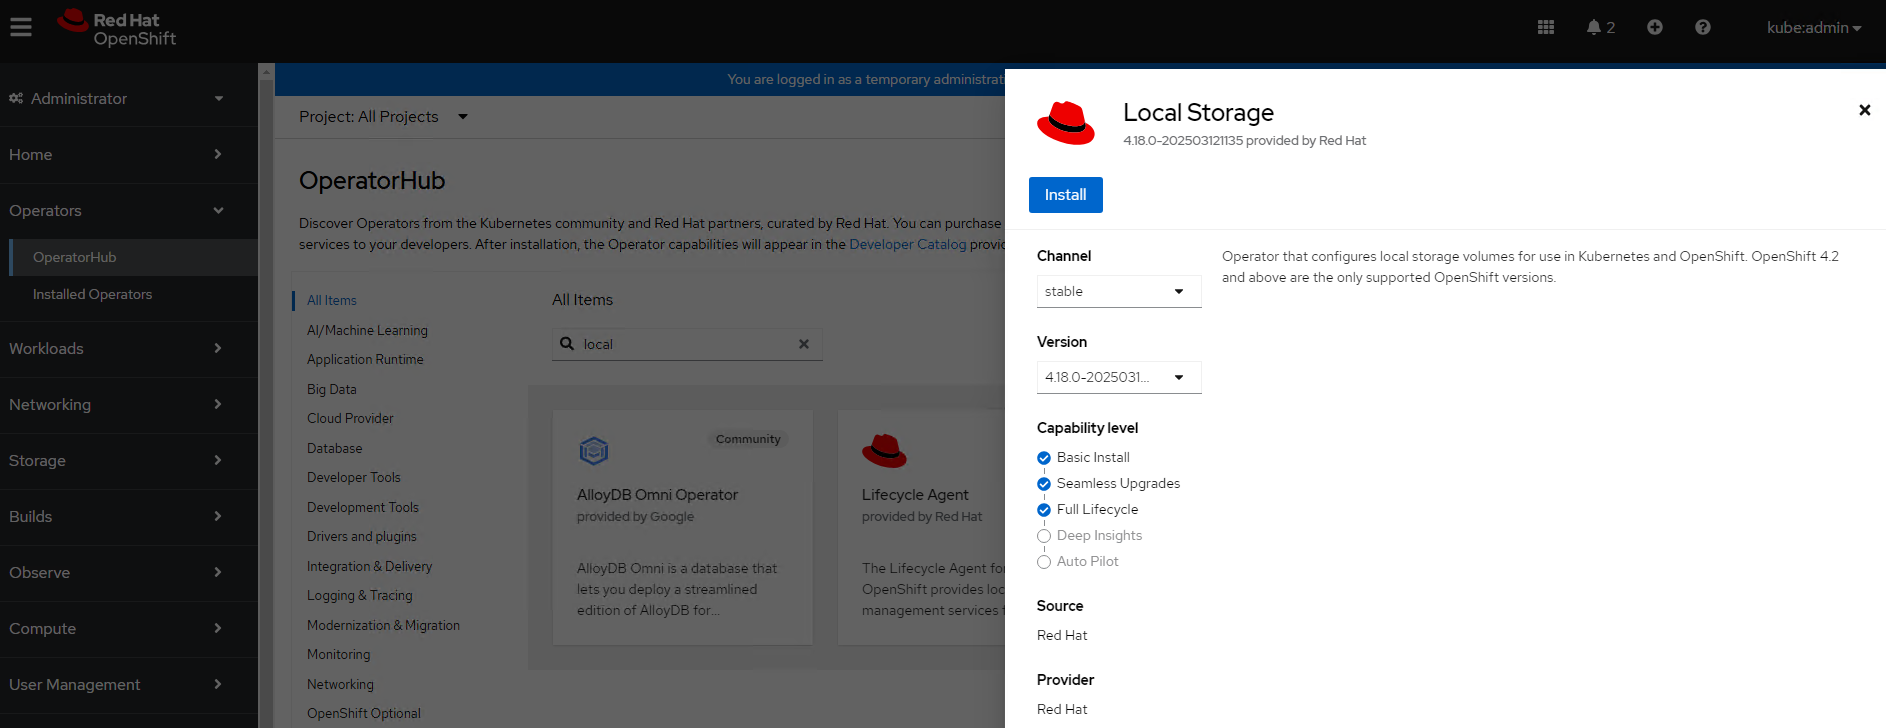 Red Hat
OpenShift
2
kube:admin
Administrator
Home
Operators
OperatorHub
Installed Operators
Workloads
Networking
Storage
Builds
Observe
Compute
User Management
You are logged in as a temporary administrati
Project: All Projects
OperatorHub
Discover Operators from the Kubernetes community and Red Hat partners, curated by Red Hat. You can purchase
services to your developers. After installation, the Operator capabilities will appear in the Developer Catalog provi
All Items
AI/Machine Learning
Application Runtime
Big Data
Cloud Provider
Database
Developer Tools
Development Tools
Drivers and plugins
Integration & Delivery
Logging & Tracing
Modernization & Migration
Monitoring
Networking
OpenShift Optional
All Items
local
Community
AlloyDB Omni Operator
provided by Google
AlloyDB Omni is a database that
lets you deploy a streamlined
edition of AlloyDB for...
Lifecycle Agent
provided by Red Hat
The Lifecycle Agent for
OpenShift provides loc
management services f
Local Storage
4.18.0-202503121135 provided by Red Hat
Install
Channel
stable
Version
4.18.0-2025031...
Capability level
Basic Install
Seamless Upgrades
Full Lifecycle
Deep Insights
Auto Pilot
Source
Red Hat
Provider
Red Hat
Operator that configures local storage volumes for use in Kubernetes and OpenShift. OpenShift 4.2
and above are the only supported OpenShift versions.